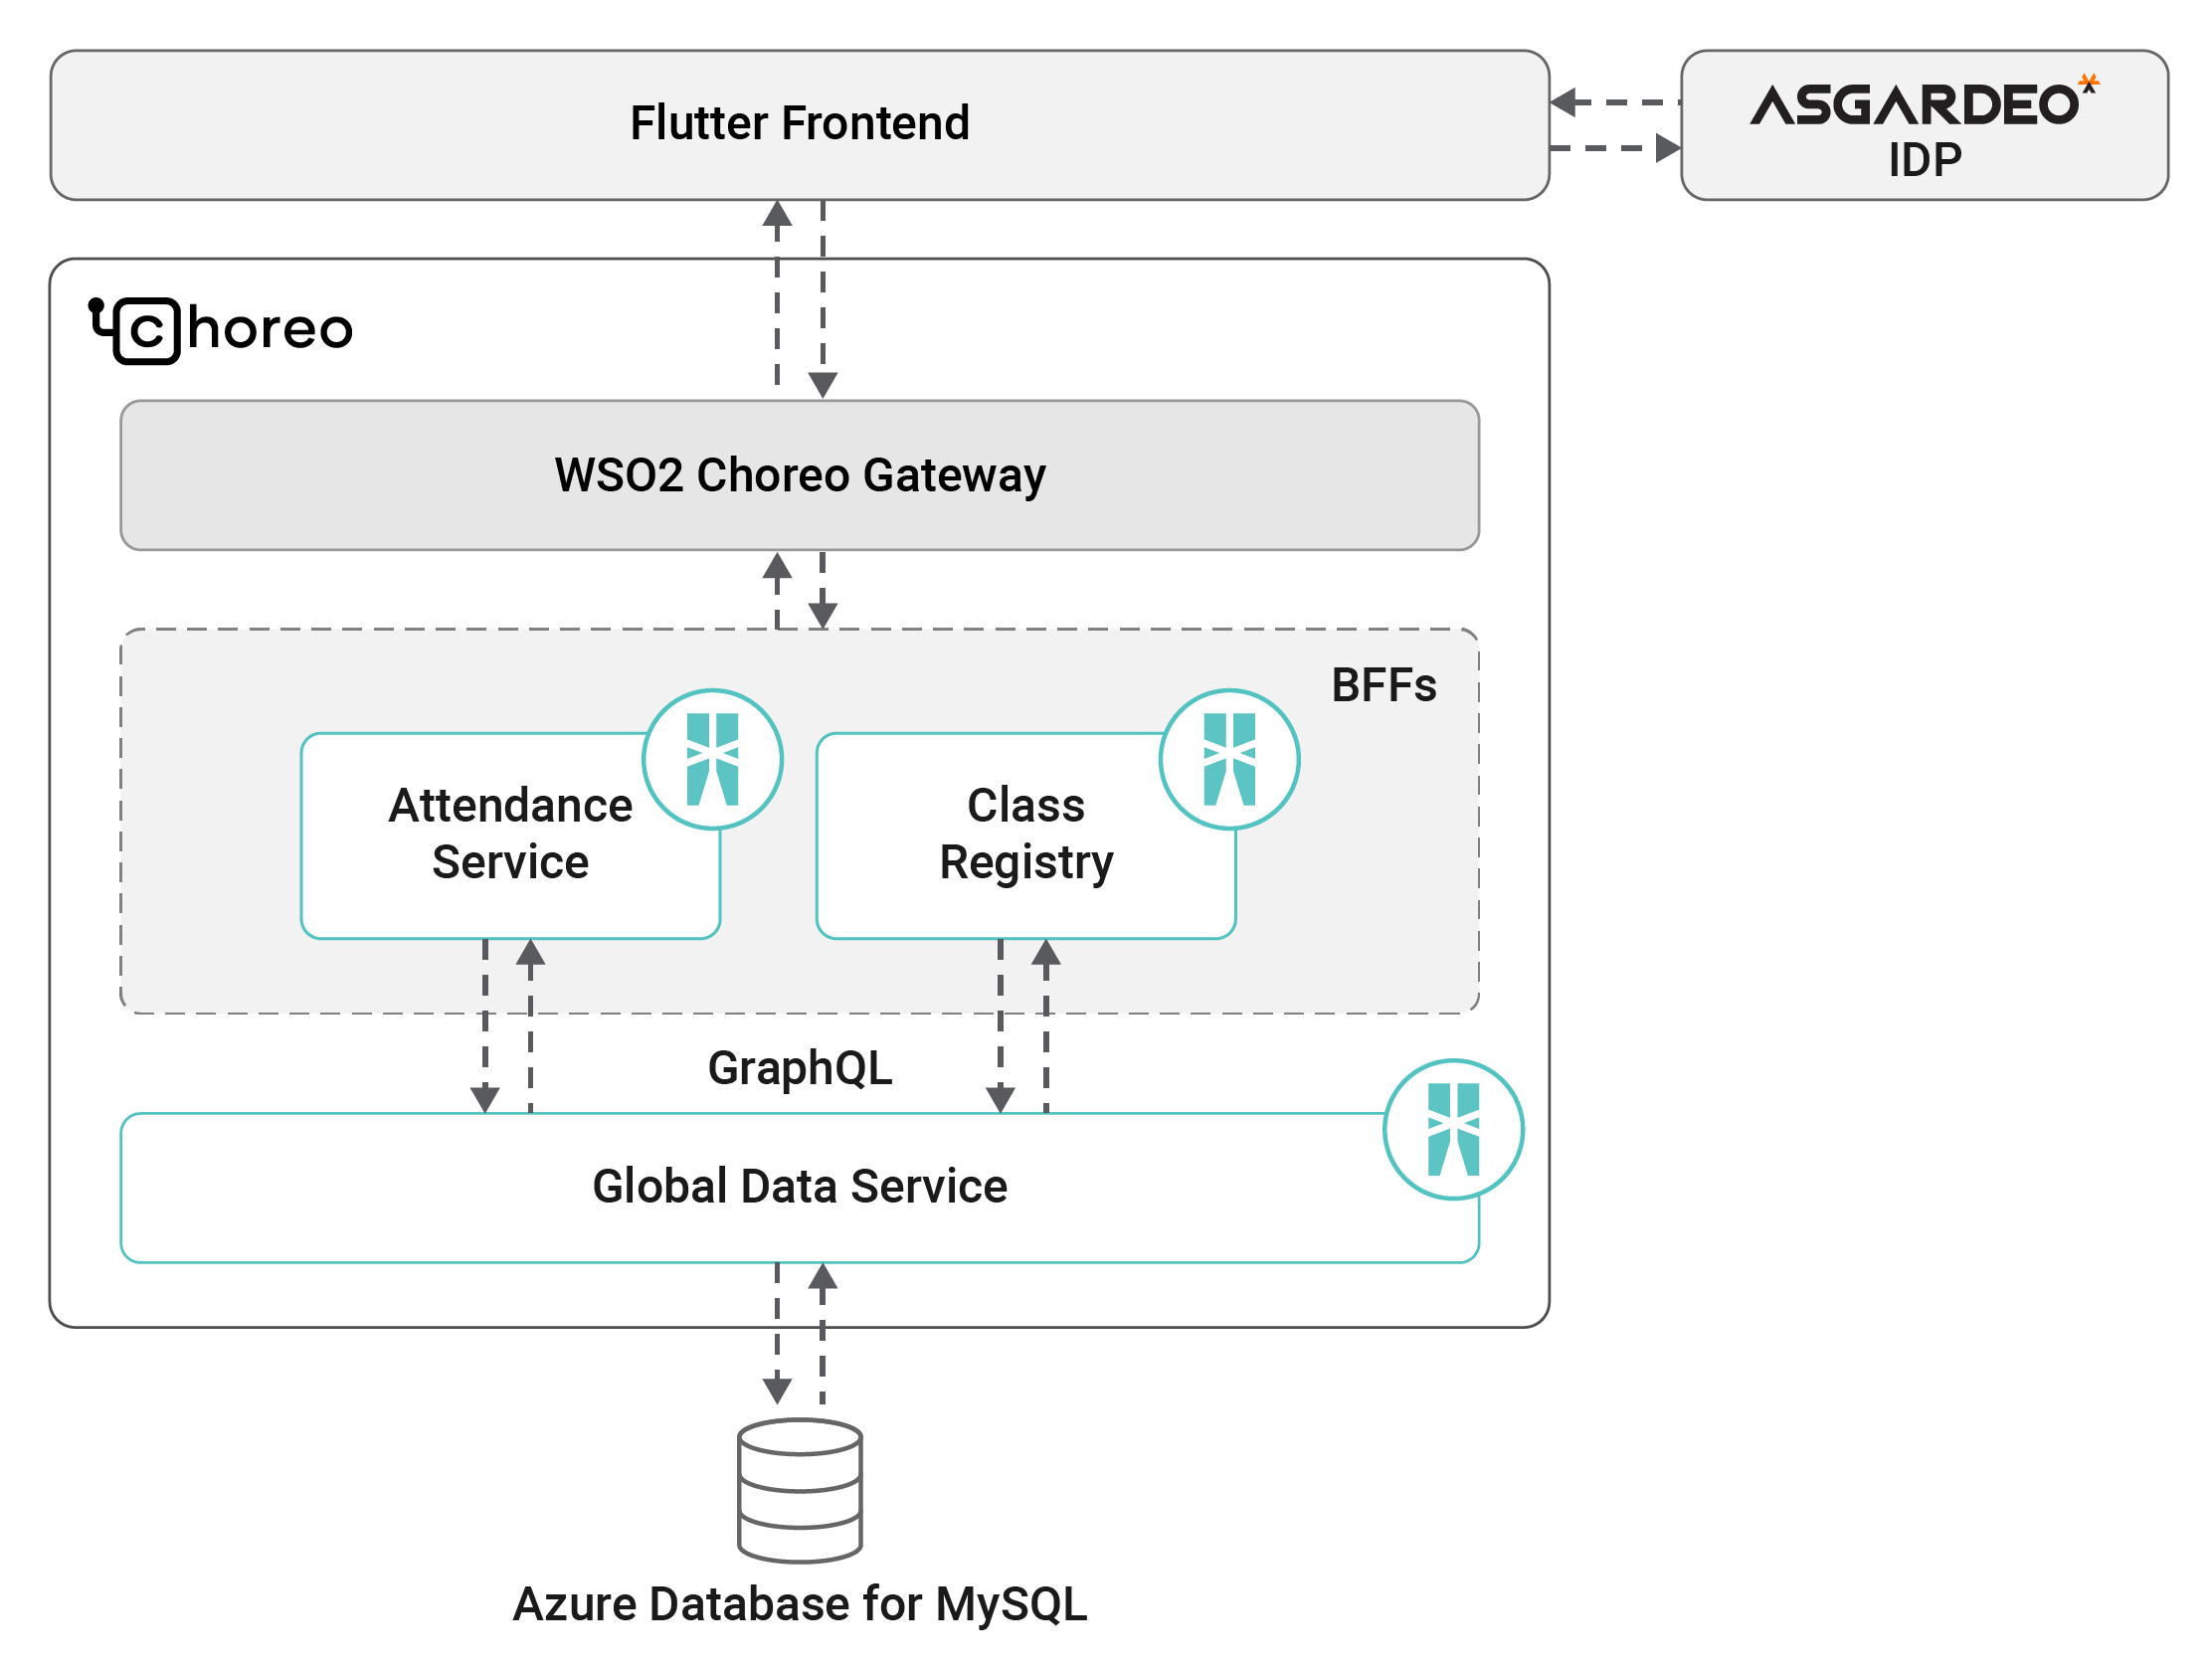 Flutter Frontend
ASGARDEO
IDP
Choreo
WSO2 Choreo Gateway
BFFs
Attendance
Service
Class
Registry
GraphQL
Global Data Service
Azure Database for MySQL